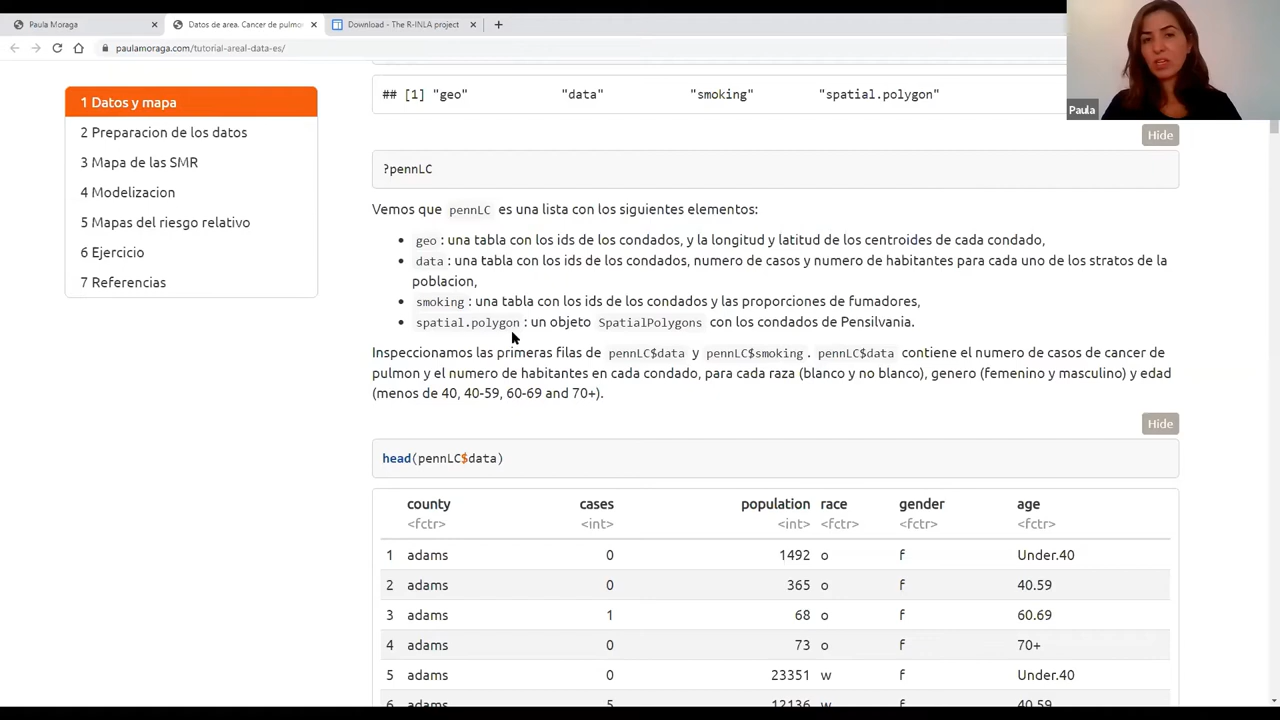 Paula Moraga
Datos de area. Cancer de pulmo
Download - The R-INLA project
paulamoraga.com/tutorial-areal-data-es/
Paula
1 Datos y mapa
2 Preparacion de los datos
3 Mapa de las SMR
4 Modelizacion
5 Mapas del riesgo relativo
6 Ejercicio
7 Referencias
## [1] "geo" "data" "smoking" "spatial.polygon"
Hide
?pennLC
Vemos que pennLC es una lista con los siguientes elementos:
• geo : una tabla con los ids de los condados, y la longitud y latitud de los centroides de cada condado,
• data : una tabla con los ids de los condados, numero de casos y numero de habitantes para cada uno de los stratos de la
poblacion,
• smoking : una tabla con los ids de los condados y las proporciones de fumadores,
• spatial.polygon : un objeto SpatialPolygons con los condados de Pensilvania.
Inspeccionamos las primeras filas de pennLC$data y pennLC$smoking . pennLC$data contiene el numero de casos de cancer de
pulmon y el numero de habitantes en cada condado, para cada raza (blanco y no blanco), genero (femenino y masculino) y edad
(menos de 40, 40-59, 60-69 and 70+).
Hide
head(pennLC$data)
county cases population race gender age
<fctr> <int> <int> <fctr> <fctr> <fctr>
1 adams 0 1492 o f Under.40
2 adams 0 365 o f 40.59
3 adams 1 68 o f 60.69
4 adams 0 73 o f 70+
5 adams 0 23351 w f Under.40
6 adams 5 12136 w f 40.59